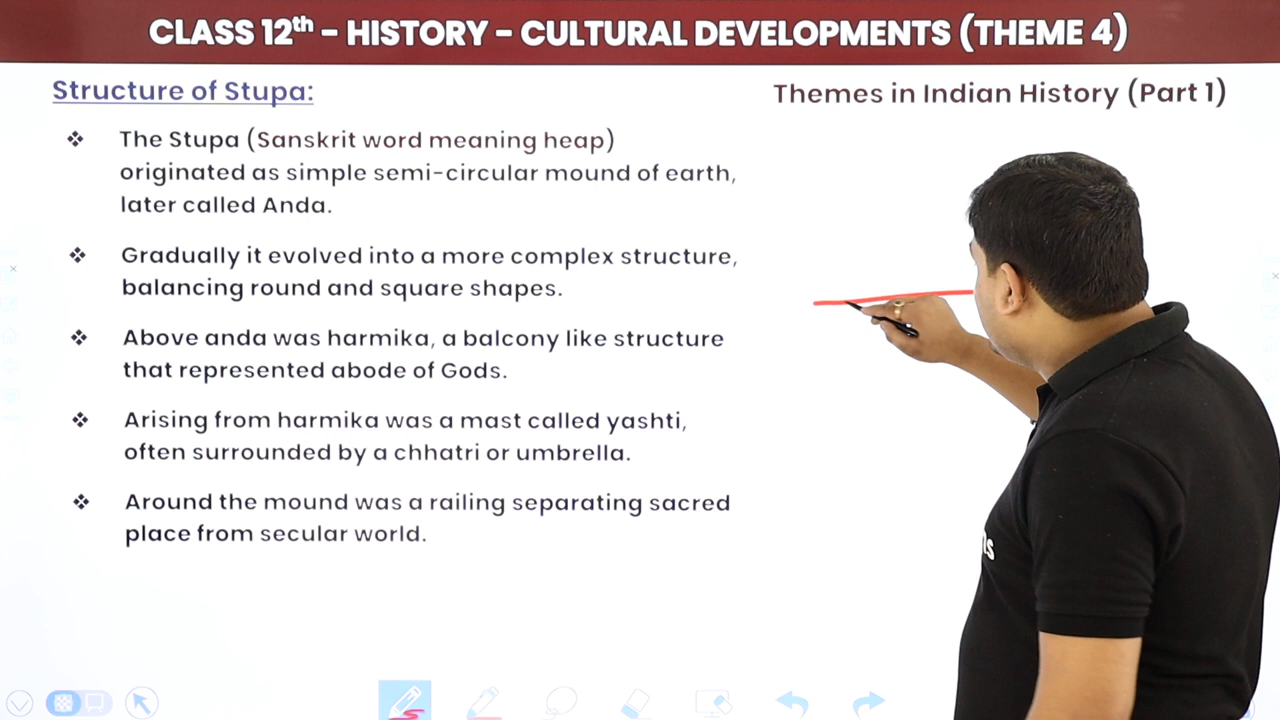 CLASS 12th - HISTORY - CULTURAL DEVELOPMENTS (THEME 4)
Structure of Stupa:
Themes in Indian History (Part 1)
❖ The Stupa (Sanskrit word meaning heap)
originated as simple semi-circular mound of earth,
later called Anda.
❖ Gradually it evolved into a more complex structure,
balancing round and square shapes.
❖ Above anda was harmika, a balcony like structure
that represented abode of Gods.
❖ Arising from harmika was a mast called yashti,
often surrounded by a chhatri or umbrella.
❖ Around the mound was a railing separating sacred
place from secular world.